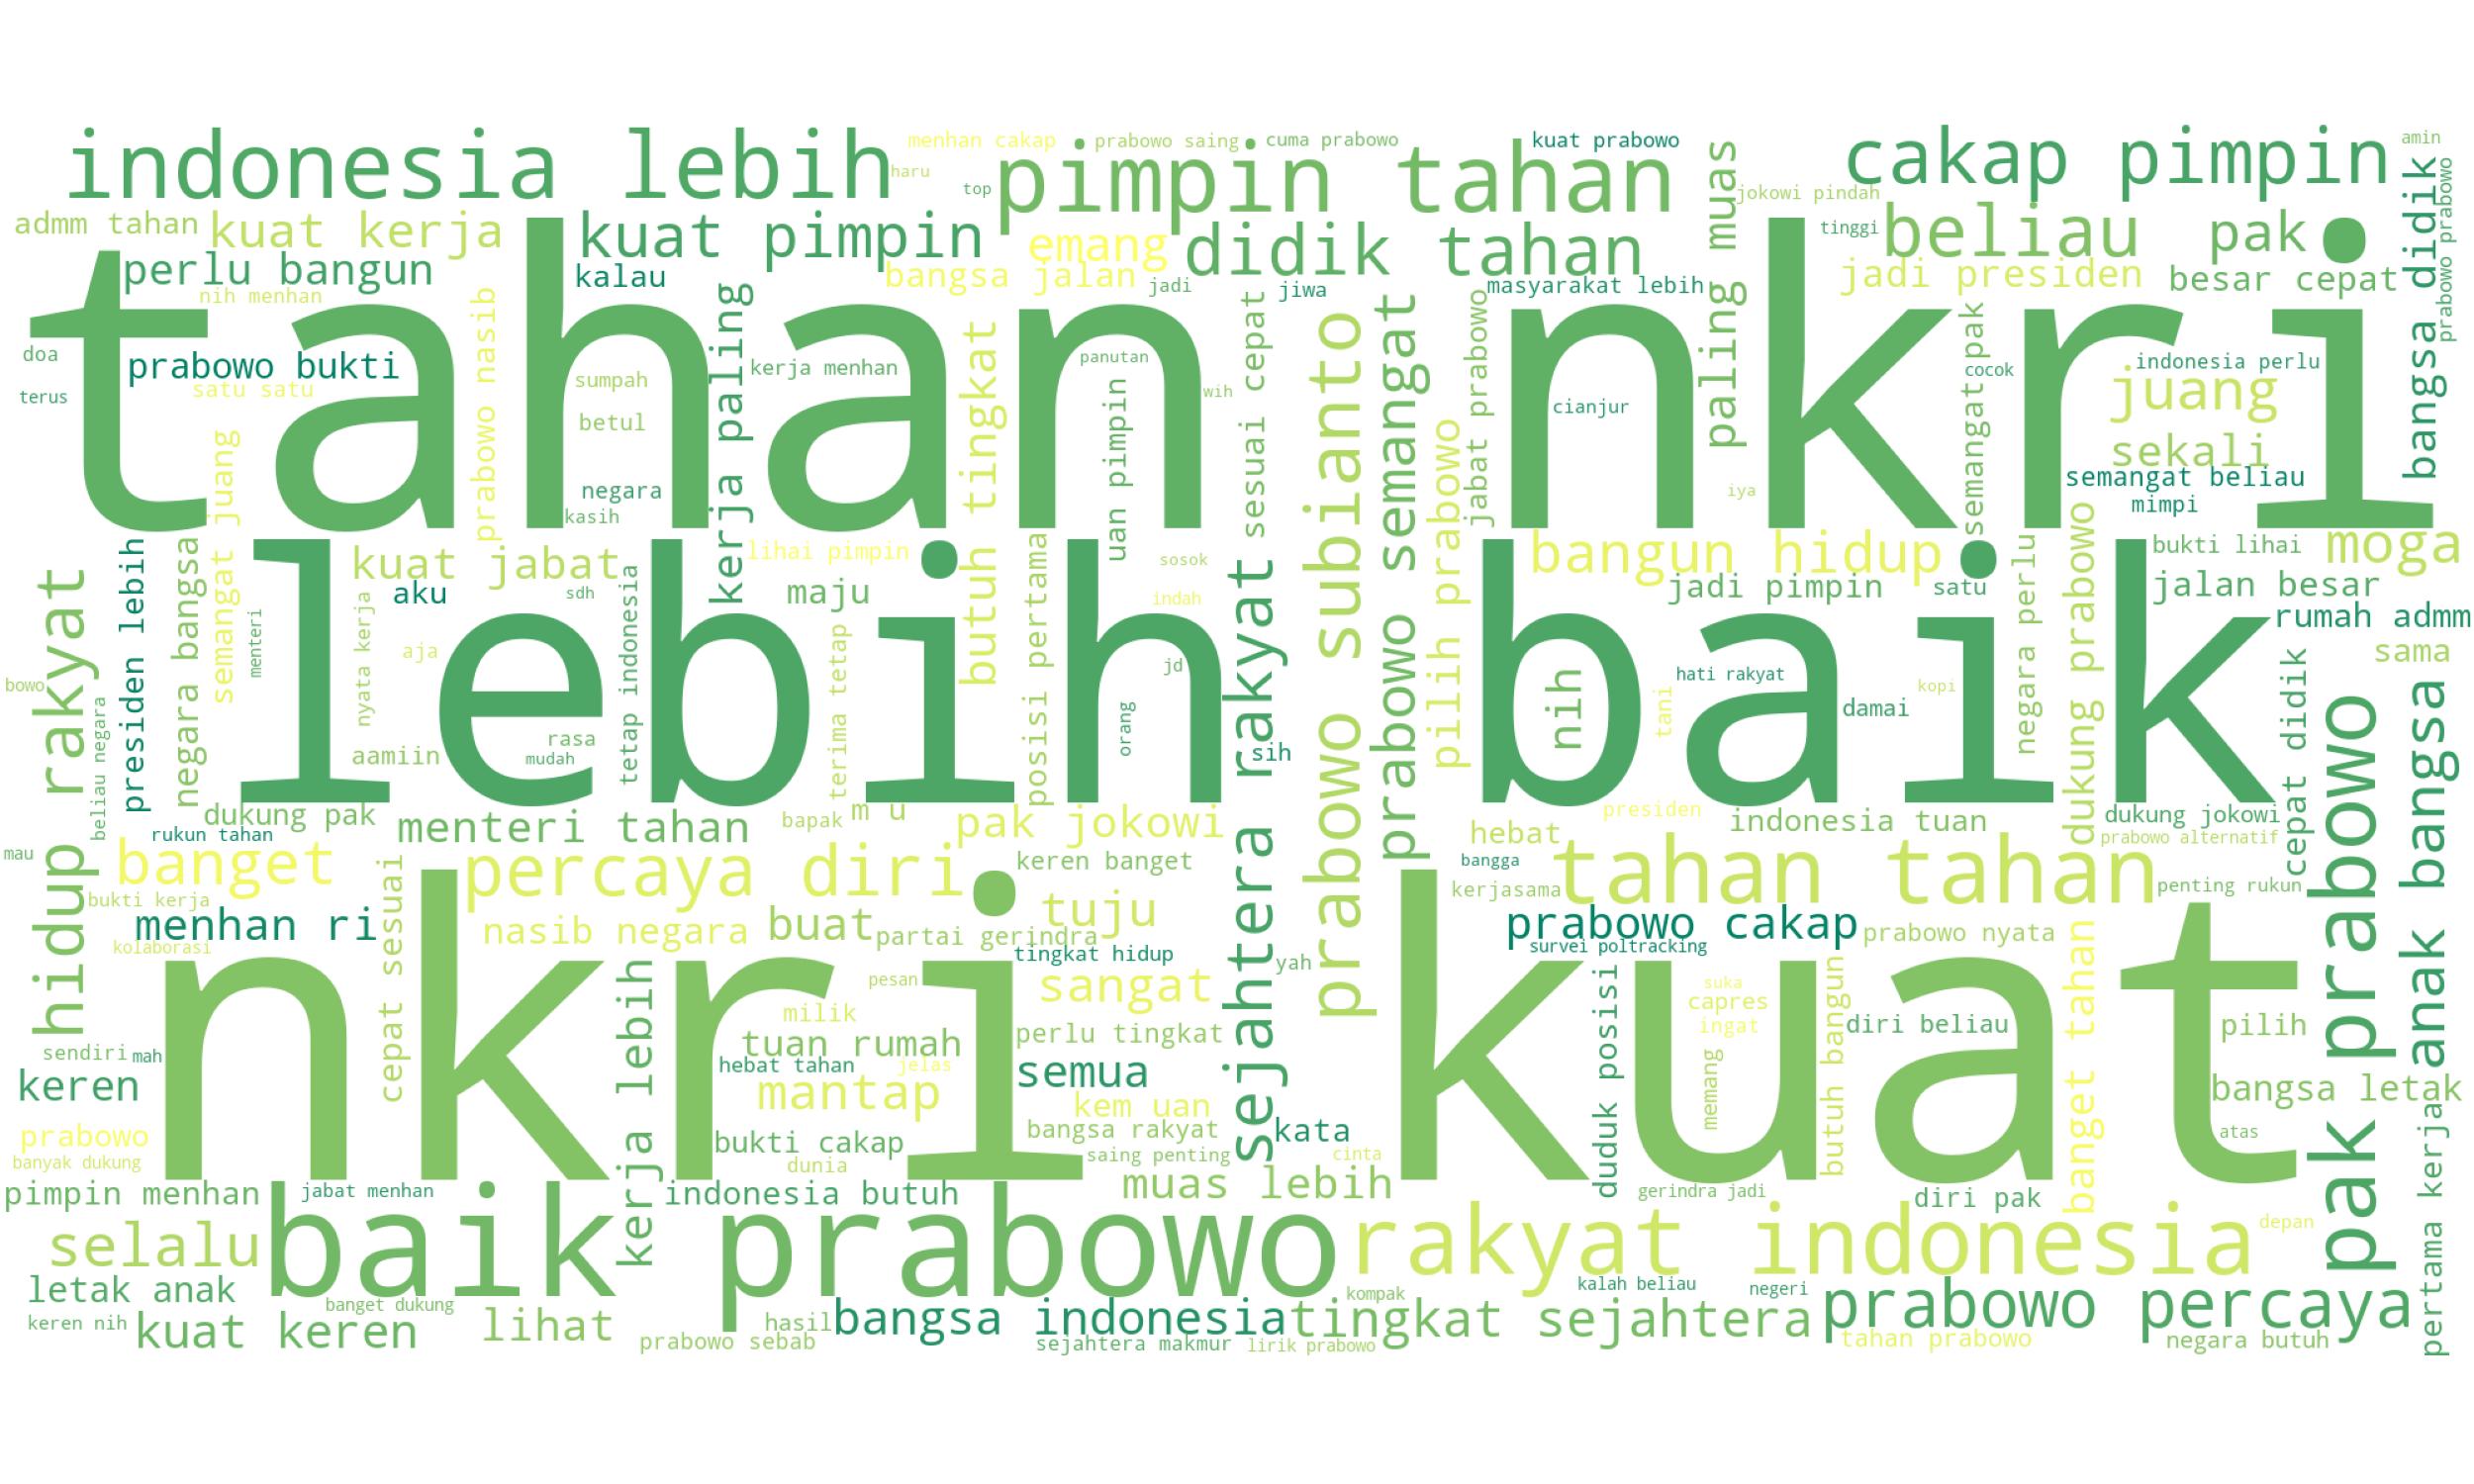 indonesia lebih
menhan cakap
prabowo saing
cuma prabowo
kuat prabowo
cakap pimpin
amin
haru
top
pimpin tahan
paling muas
jokowi pindah
bangsa didik
prabowo prabowo
admm tahan
kuat kerja
kuat pimpin
emang
didik tahan
tinggi
beliau pak
perlu bangun
kalau
bangsa jalan
jadi
jiwa
masyarakat lebih
jadi presiden
besar cepat
nih menhan
tahan nkri
doa
prabowo bukti
prabowo nasib
sumpah
kerja paling
kerja menhan
butuh tingkat
panutan
uan pimpin
wih
sesuai cepat
prabowo subianto
prabowo semangat
jabat prabowo
cianjur
semangat pak
cocok
indonesia perlu
juang
terus
satu satu
semangat juang
betul
negara
kasih
pilih prabowo
iya
sekali
semangat beliau
mimpi
hidup rakyat
presiden lebih
negara bangsa
kuat jabat
lihai pimpin
posisi pertama
sosok
sejahtera rakyat
bangun hidup
negara perlu
dukung prabowo
bukti lihai
moga
lebih baik
menteri
nyata kerja
aku
sdh
tetap indonesia
maju
indah
jadi pimpin
satu
jalan besar
rumah admm
bowo
beliau negara
aja
terima tetap
jd
nih
hati rakyat
tani
kopi
damai
cepat didik
sama
aamiin
rasa
mudah
orang
sih
pak prabowo
anak bangsa
dukung pak
menteri tahan
bapak
m u
pak jokowi
presiden
hebat
indonesia tuan
dukung jokowi
rukun tahan
prabowo alternatif
mau
banget
percaya diri
keren banget
bangga
tahan tahan
bukti kerja
cepat sesuai
kerjasama
penting rukun
menhan ri
nasib negara
buat
partai gerindra
tuju
prabowo cakap
prabowo nyata
banget tahan
kolaborasi
tingkat hidup
survei poltracking
nkri kuat
kerja lebih
pesan
sangat
yah
duduk posisi
suka
butuh bangun
milik
perlu tingkat
capres
ingat
diri beliau
pilih
sendiri
mah
tuan rumah
hebat tahan
jelas
semua
memang
keren
mantap
kem uan
bangsa letak
prabowo
bukti cakap
bangsa rakyat
kata
atas
pertama kerja
banyak dukung
dunia
saing penting
cinta
pimpin menhan
jabat menhan
indonesia butuh
muas lebih
gerindra jadi
diri pak
selalu
baik prabowo
rakyat indonesia
depan
letak anak
kompak
kalah beliau
negeri
keren nih
banget dukung
kuat keren
lihat
hasil
bangsa indonesia
tingkat sejahtera
prabowo percaya
prabowo sebab
sejahtera makmur
lirik prabowo
tahan prabowo
negara butuh